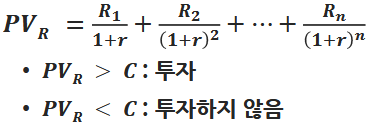 PV_R = R_1/(1+r) + R_2/(1+r)^2 + ⋯ + R_n/(1+r)^n
• PV_R > C : 투자
• PV_R < C : 투자하지 않음